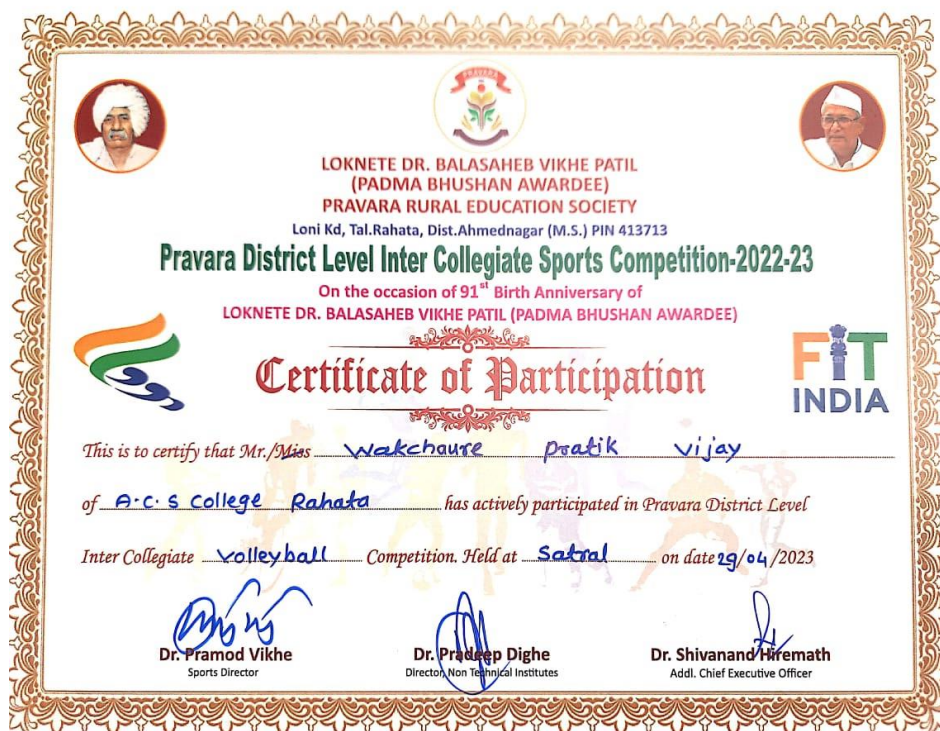 PRAVARA
LOKNETE DR. BALASAHEB VIKHE PATIL
(PADMA BHUSHAN AWARDEE)
PRAVARA RURAL EDUCATION SOCIETY
Loni Kd, Tal.Rahata, Dist.Ahmednagar (M.S.) PIN 413713
Pravara District Level Inter Collegiate Sports Competition-2022-23
On the occasion of 91st Birth Anniversary of
LOKNETE DR. BALASAHEB VIKHE PATIL (PADMA BHUSHAN AWARDEE)
Certificate of Participation
FIT
INDIA
This is to certify that Mr./Miss Wakchaure Pratik Vijay
of A.C.S College Rahata has actively participated in Pravara District Level
Inter Collegiate Volleyball Competition. Held at Satral on date 29/04/2023
Dr. Pramod Vikhe
Sports Director
Dr. Pradeep Dighe
Director, Non Technical Institutes
Dr. Shivanand Hiremath
Addl. Chief Executive Officer